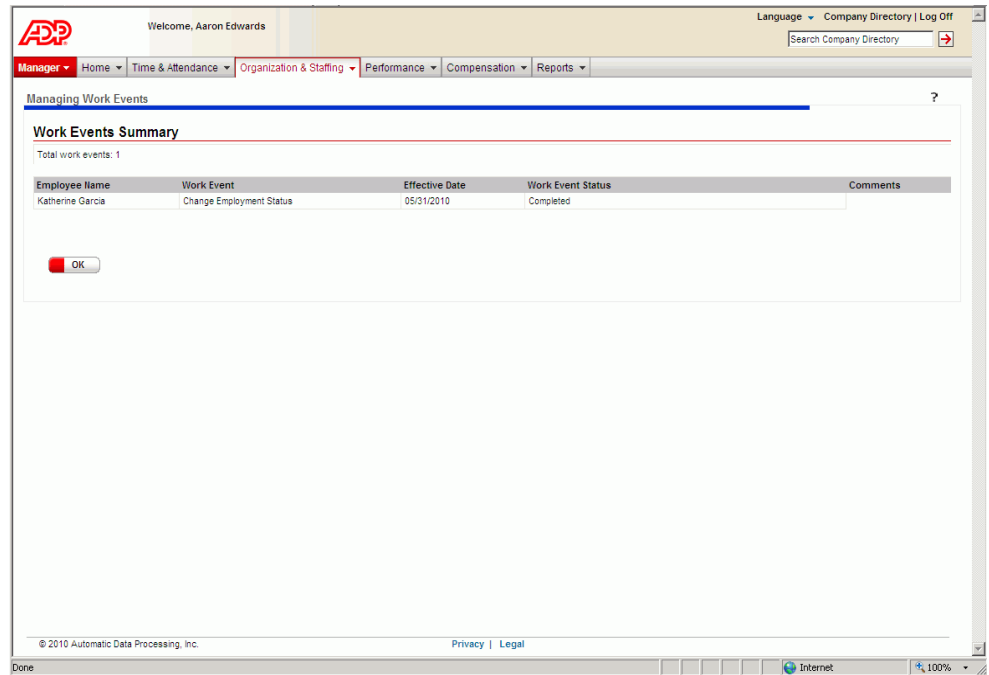 ADP
Welcome, Aaron Edwards
Language Company Directory | Log Off
Search Company Directory
Manager Home Time & Attendance Organization & Staffing Performance Compensation Reports
Managing Work Events ?
Work Events Summary
Total work events: 1
Employee Name Work Event Effective Date Work Event Status Comments
Katherine Garcia Change Employment Status 05/31/2010 Completed
OK
© 2010 Automatic Data Processing, Inc. Privacy | Legal
Done Internet 100%